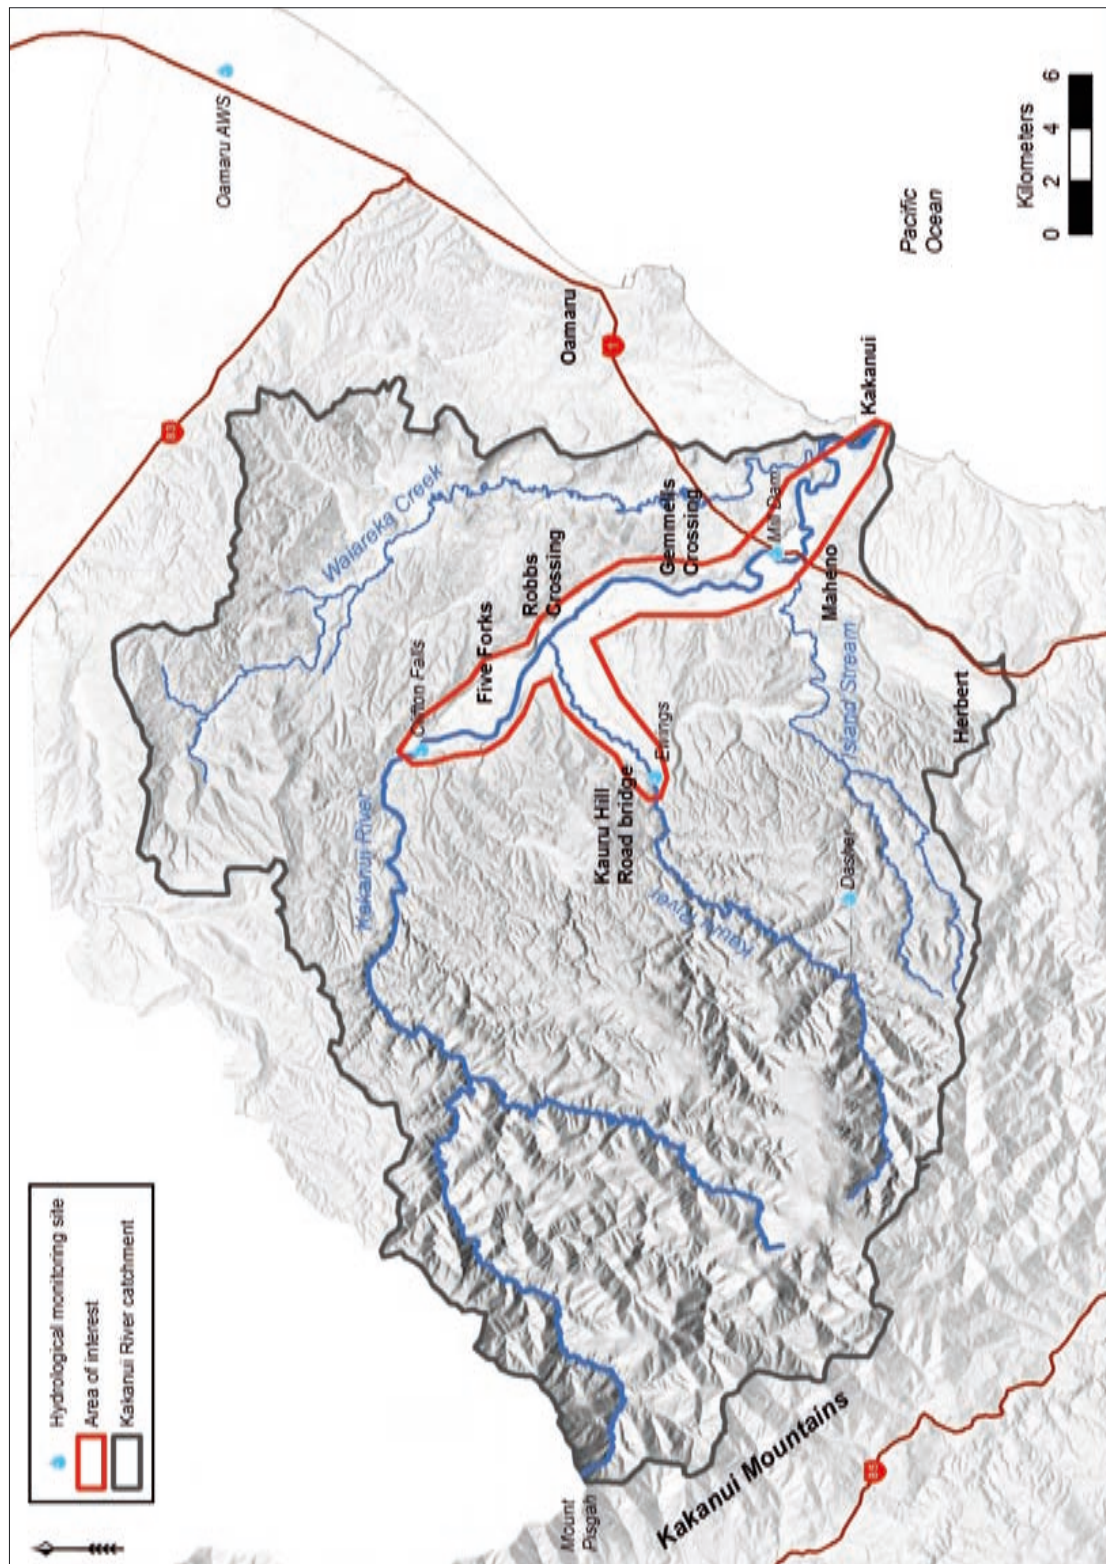 Hydrological monitoring site
Area of interest
Kakanui River catchment
Oamaru AWS
83
Waiareka Creek
Oamaru
1
Clifton Falls
Five Forks
Robbs
Crossing
Gemmells
Crossing
Kakanui River
Kauru Hill
Road bridge
Ewings
Kauru River
Mill Dam
Maheno
Kakanui
Island Stream
Dasher
Herbert
Mount
Pisgah
Kakanui Mountains
85
Pacific
Ocean
Kilometers
0 2 4 6